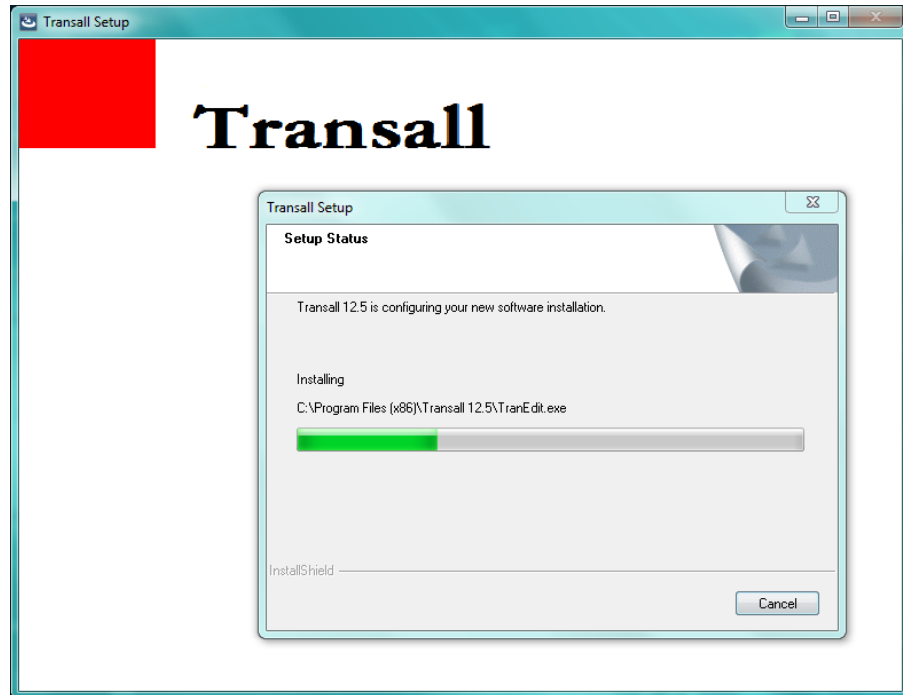 Transall Setup
Transall
Transall Setup
Setup Status
Transall 12.5 is configuring your new software installation.
Installing
C:\Program Files (x86)\Transall 12.5\TranEdit.exe
InstallShield
Cancel